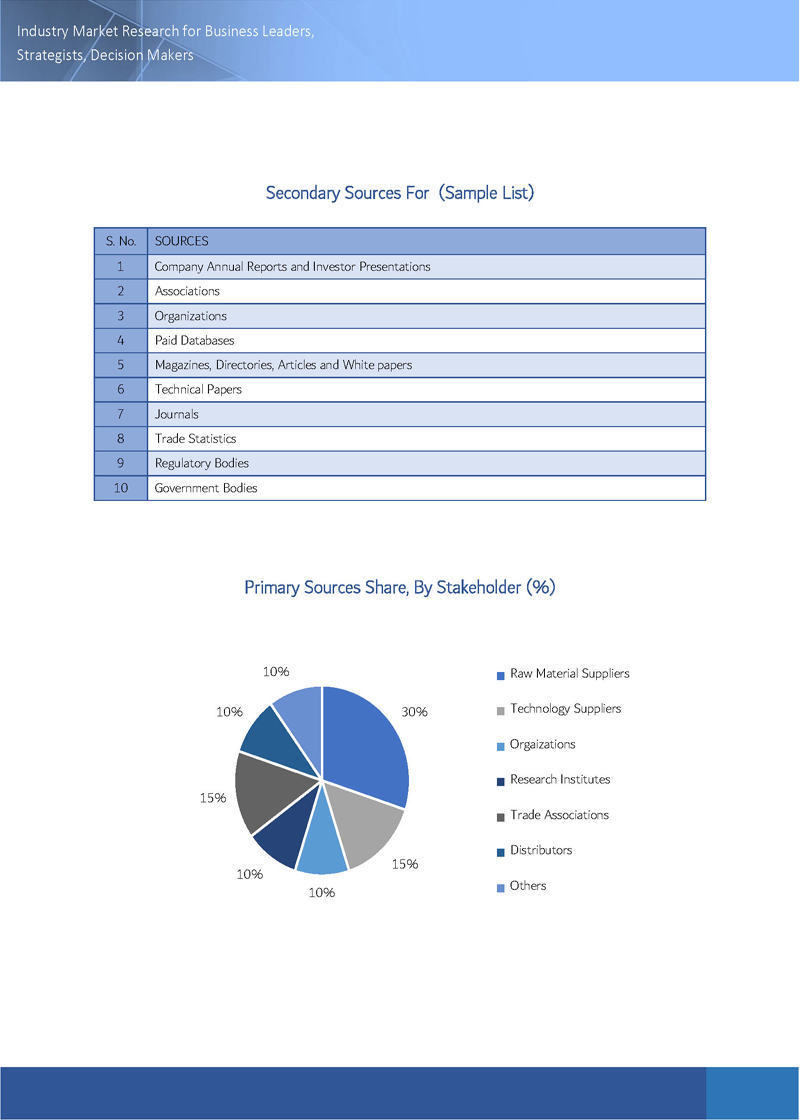 Industry Market Research for Business Leaders,
Strategists, Decision Makers
Secondary Sources For (Sample List)
S. No. SOURCES
1 Company Annual Reports and Investor Presentations
2 Associations
3 Organizations
4 Paid Databases
5 Magazines, Directories, Articles and White papers
6 Technical Papers
7 Journals
8 Trade Statistics
9 Regulatory Bodies
10 Government Bodies
Primary Sources Share, By Stakeholder (%)
10%
30%
10%
15%
15%
10%
10%
Raw Material Suppliers
Technology Suppliers
Orgaizations
Research Institutes
Trade Associations
Distributors
Others